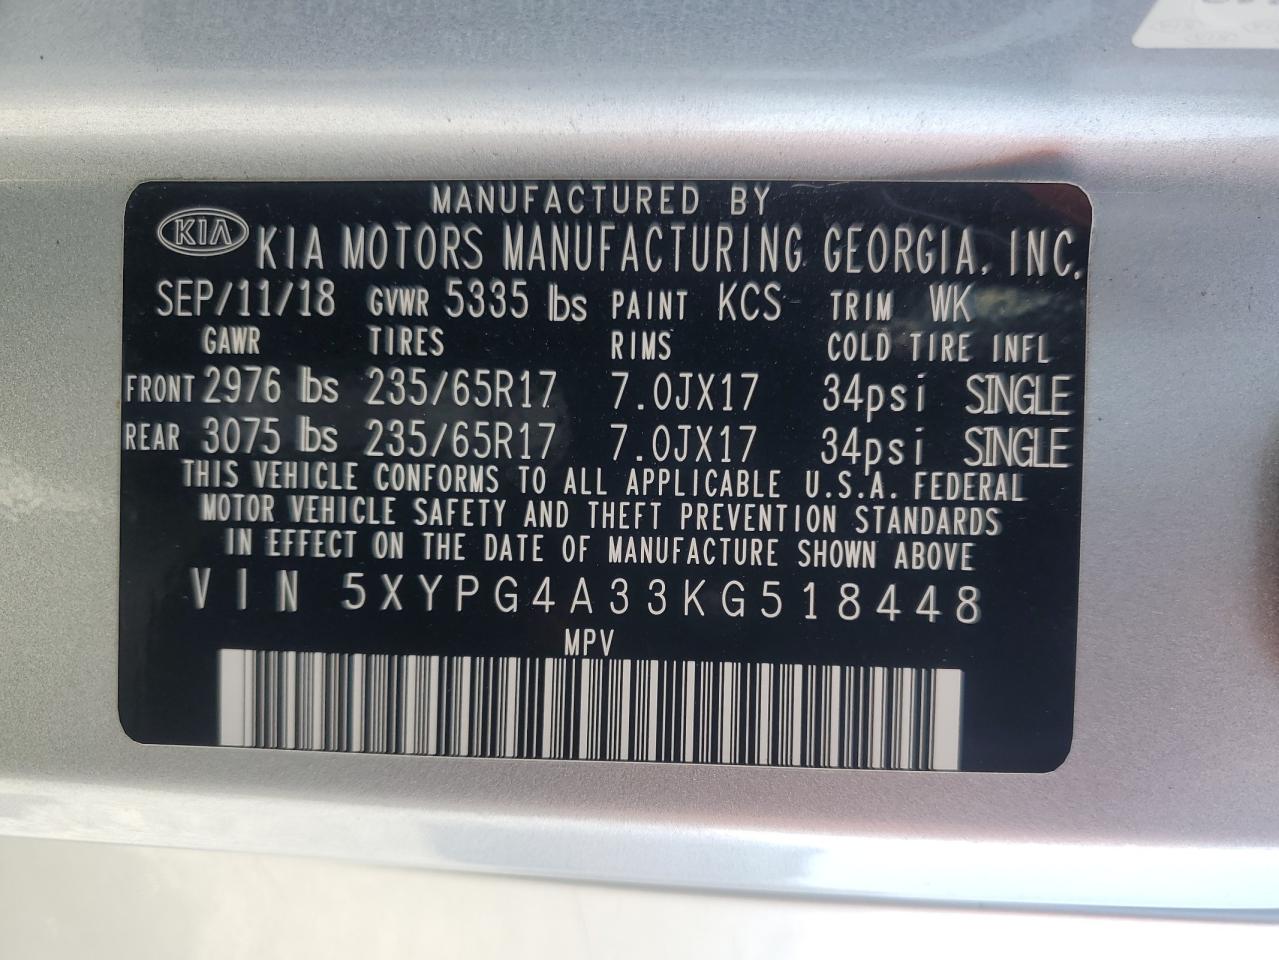 MANUFACTURED BY
KIA KIA MOTORS MANUFACTURING GEORGIA, INC.
SEP/11/18 GVWR 5335 lbs PAINT KCS TRIM WK
GAWR TIRES RIMS COLD TIRE INFL
FRONT 2976 lbs 235/65R17 7.0JX17 34psi SINGLE
REAR 3075 lbs 235/65R17 7.0JX17 34psi SINGLE
THIS VEHICLE CONFORMS TO ALL APPLICABLE U.S.A. FEDERAL
MOTOR VEHICLE SAFETY AND THEFT PREVENTION STANDARDS
IN EFFECT ON THE DATE OF MANUFACTURE SHOWN ABOVE
VIN 5XYPG4A33KG518448
MPV